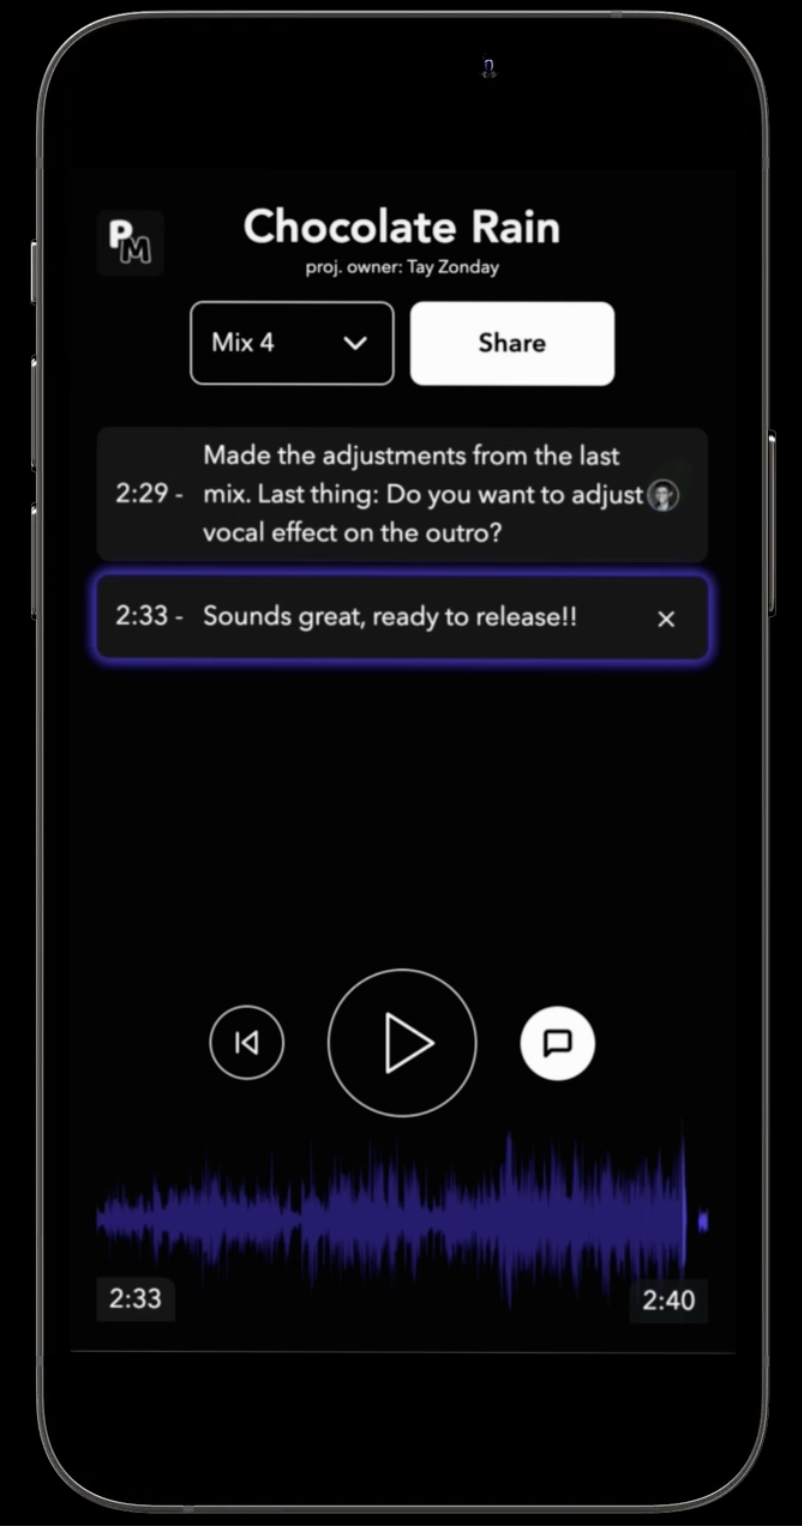 PM
Chocolate Rain
proj. owner: Tay Zonday
Mix 4
Share
2:29 -
Made the adjustments from the last
mix. Last thing: Do you want to adjust
vocal effect on the outro?
2:33 - Sounds great, ready to release!!
2:33
2:40